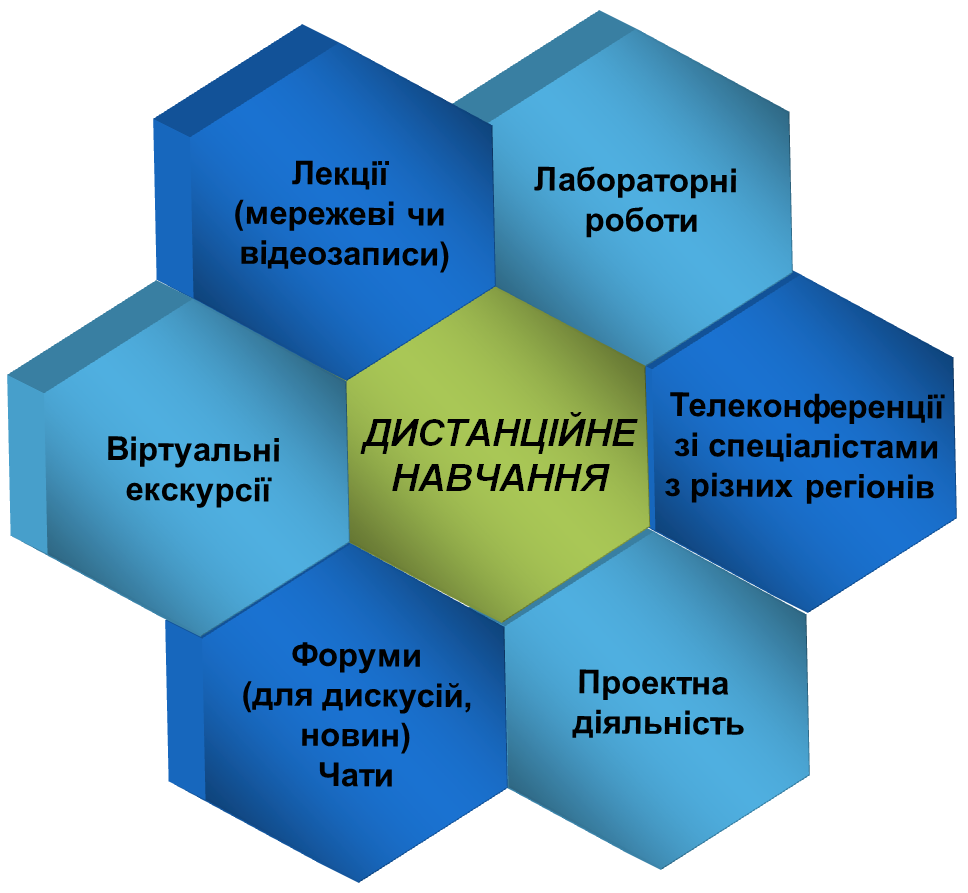 Лекції
(мережеві чи
відеозаписи)
Лабораторні
роботи
Віртуальні
екскурсії
ДИСТАНЦІЙНЕ
НАВЧАННЯ
Телеконференції
зі спеціалістами
з різних регіонів
Форуми
(для дискусій,
новин)
Чати
Проектна
діяльність